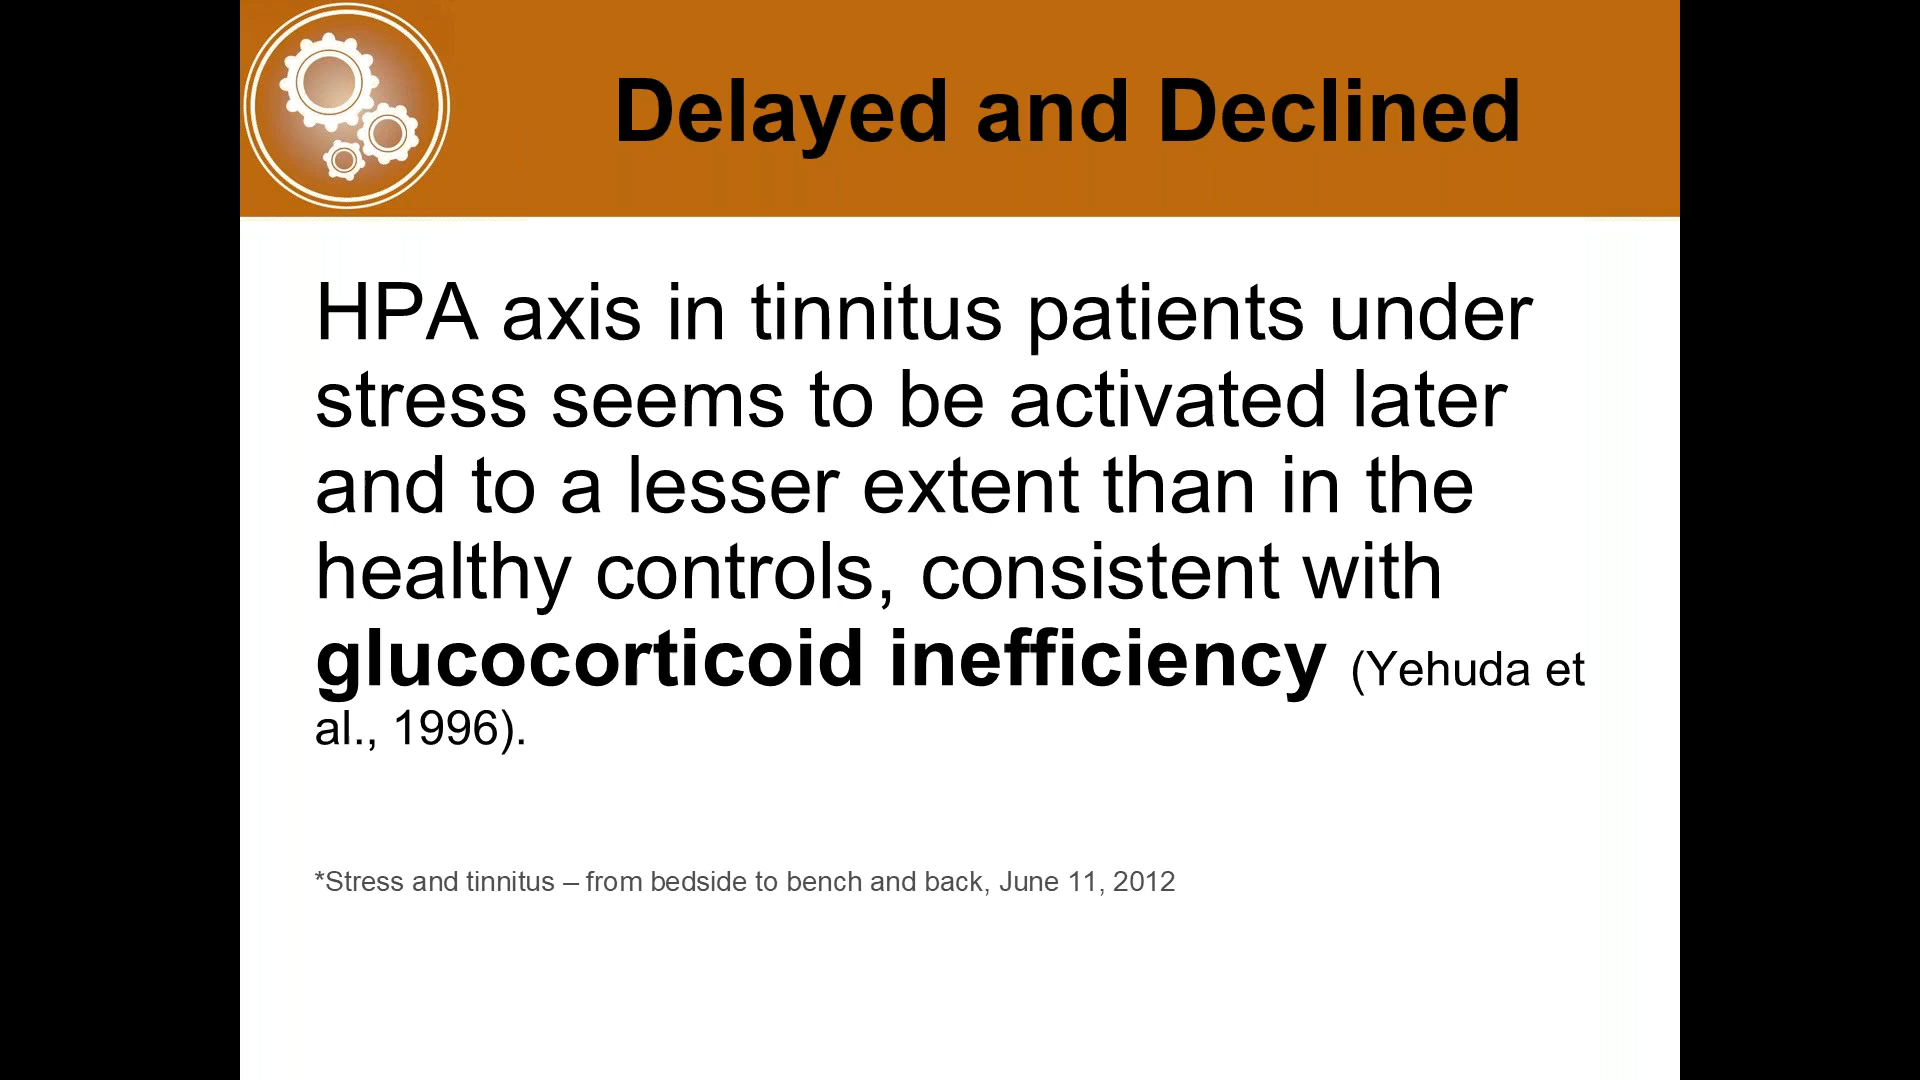 Delayed and Declined
HPA axis in tinnitus patients under
stress seems to be activated later
and to a lesser extent than in the
healthy controls, consistent with
glucocorticoid inefficiency (Yehuda et
al., 1996).
*Stress and tinnitus – from bedside to bench and back, June 11, 2012